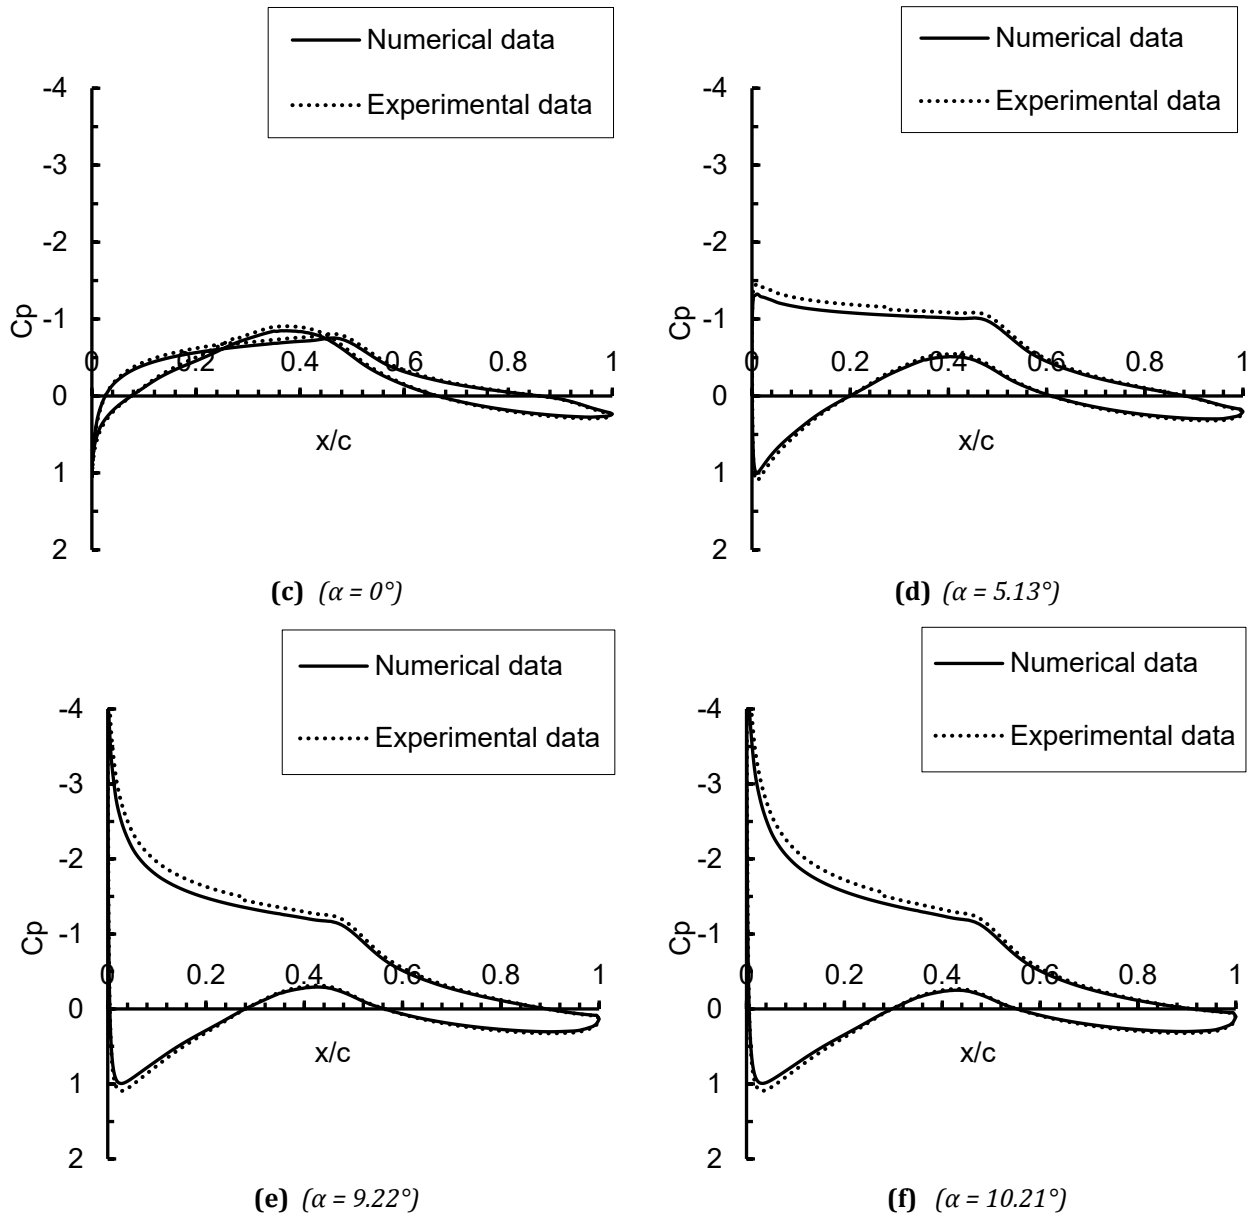 Numerical data
Experimental data
-4
-3
-2
-1
0
1
2
Cp
0 0.2 0.4 0.6 0.8 1
x/c
(c) (α = 0°)
Numerical data
Experimental data
-4
-3
-2
-1
0
1
2
Cp
0 0.2 0.4 0.6 0.8 1
x/c
(d) (α = 5.13°)
Numerical data
Experimental data
-4
-3
-2
-1
0
1
2
Cp
0 0.2 0.4 0.6 0.8 1
x/c
(e) (α = 9.22°)
Numerical data
Experimental data
-4
-3
-2
-1
0
1
2
Cp
0 0.2 0.4 0.6 0.8 1
x/c
(f) (α = 10.21°)